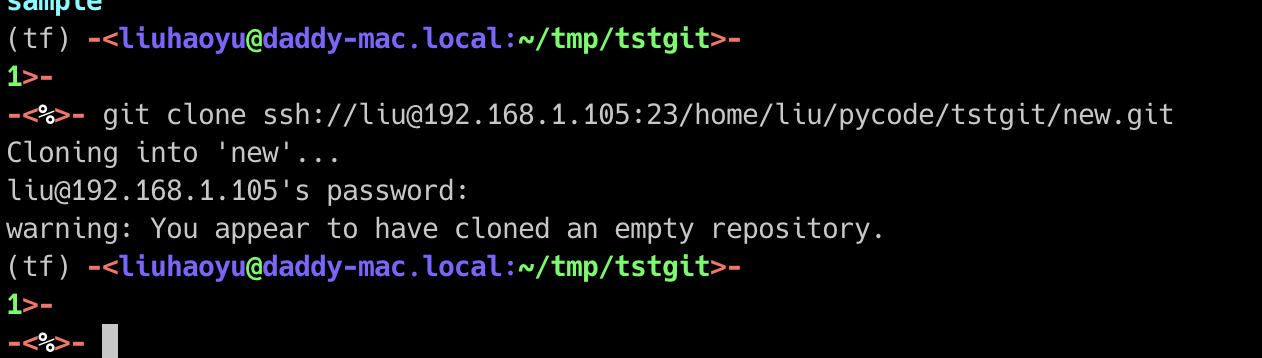 sample
(tf) -<liuhaoyu@daddy-mac.local:~/tmp/tstgit>-
1>-
-<%>- git clone ssh://liu@192.168.1.105:23/home/liu/pycode/tstgit/new.git
Cloning into 'new'...
liu@192.168.1.105's password:
warning: You appear to have cloned an empty repository.
(tf) -<liuhaoyu@daddy-mac.local:~/tmp/tstgit>-
1>-
-<%>-